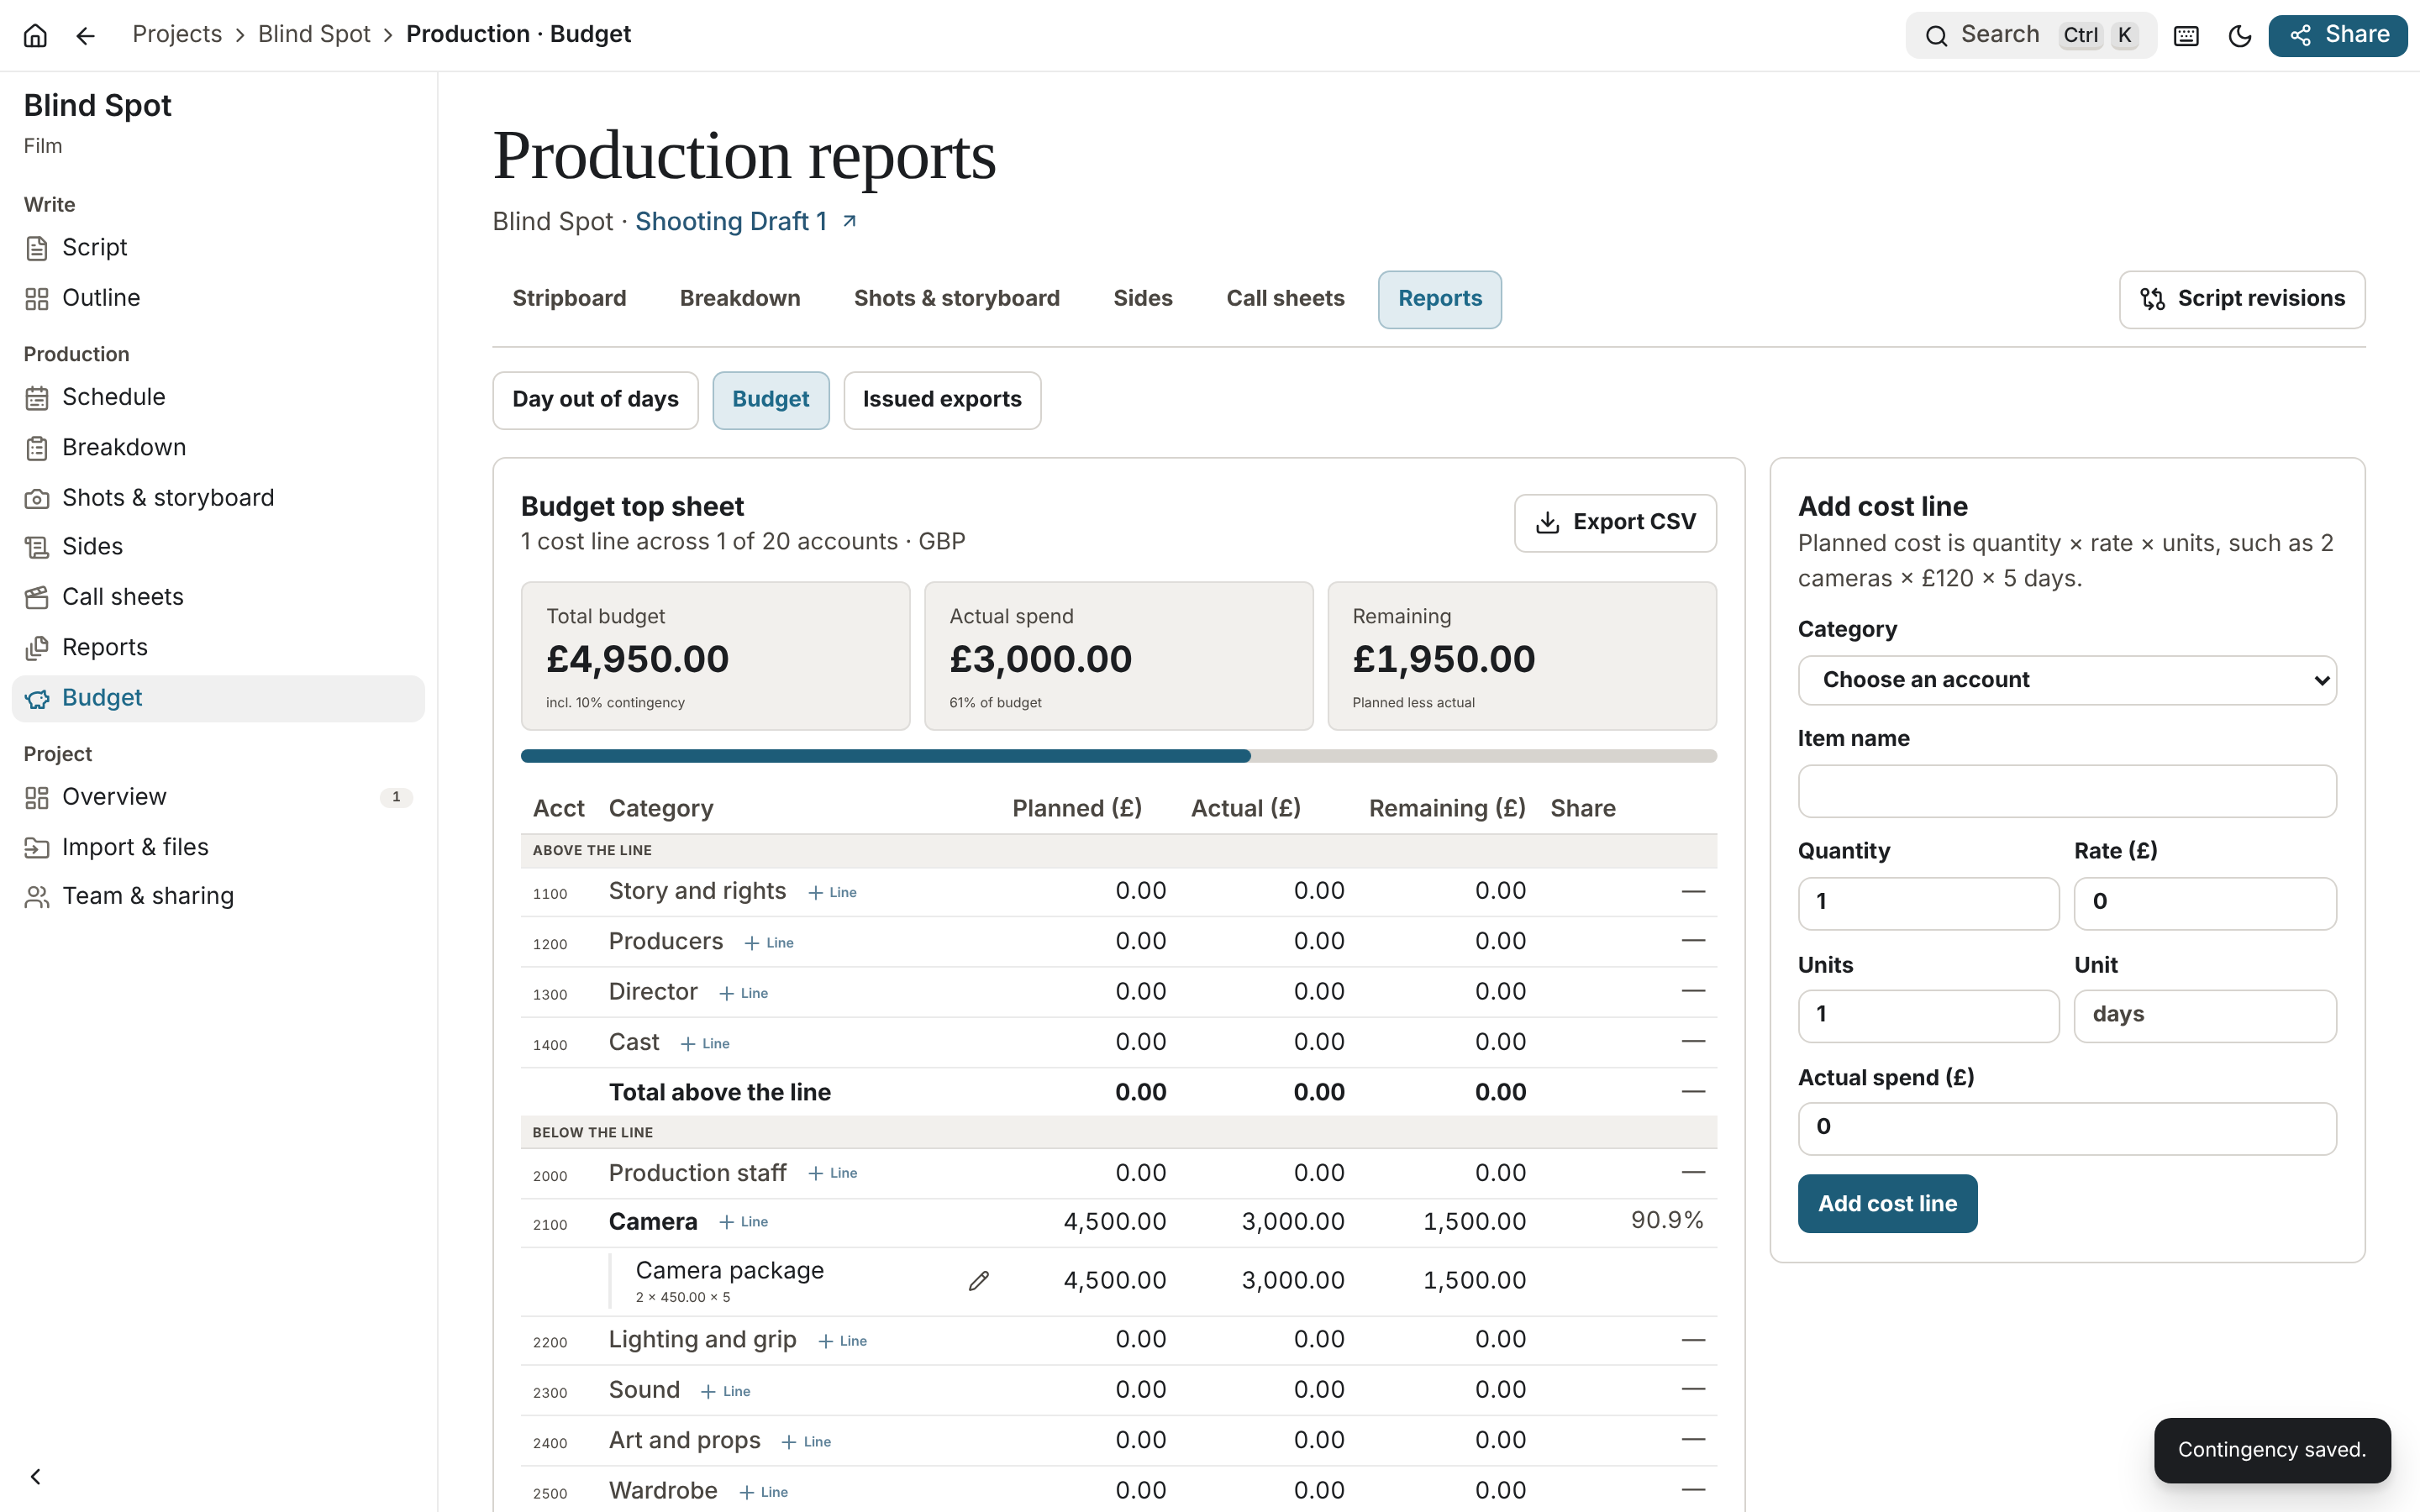 Projects > Blind Spot > Production · Budget
Search Ctrl K
Share
Blind Spot
Film
Write
Script
Outline
Production
Schedule
Breakdown
Shots & storyboard
Sides
Call sheets
Reports
Budget
Project
Overview 1
Import & files
Team & sharing
Production reports
Blind Spot · Shooting Draft 1
Stripboard Breakdown Shots & storyboard Sides Call sheets Reports
Script revisions
Day out of days Budget Issued exports
Budget top sheet
1 cost line across 1 of 20 accounts · GBP
Export CSV
Total budget
£4,950.00
incl. 10% contingency
Actual spend
£3,000.00
61% of budget
Remaining
£1,950.00
Planned less actual
Acct Category Planned (£) Actual (£) Remaining (£) Share
ABOVE THE LINE
1100 Story and rights + Line 0.00 0.00 0.00 —
1200 Producers + Line 0.00 0.00 0.00 —
1300 Director + Line 0.00 0.00 0.00 —
1400 Cast + Line 0.00 0.00 0.00 —
Total above the line 0.00 0.00 0.00 —
BELOW THE LINE
2000 Production staff + Line 0.00 0.00 0.00 —
2100 Camera + Line 4,500.00 3,000.00 1,500.00 90.9%
Camera package 4,500.00 3,000.00 1,500.00
2 × 450.00 × 5
2200 Lighting and grip + Line 0.00 0.00 0.00 —
2300 Sound + Line 0.00 0.00 0.00 —
2400 Art and props + Line 0.00 0.00 0.00 —
2500 Wardrobe + Line 0.00 0.00 0.00 —
Add cost line
Planned cost is quantity × rate × units, such as 2
cameras × £120 × 5 days.
Category
Choose an account
Item name
Quantity Rate (£)
1 0
Units Unit
1 days
Actual spend (£)
0
Add cost line
Contingency saved.